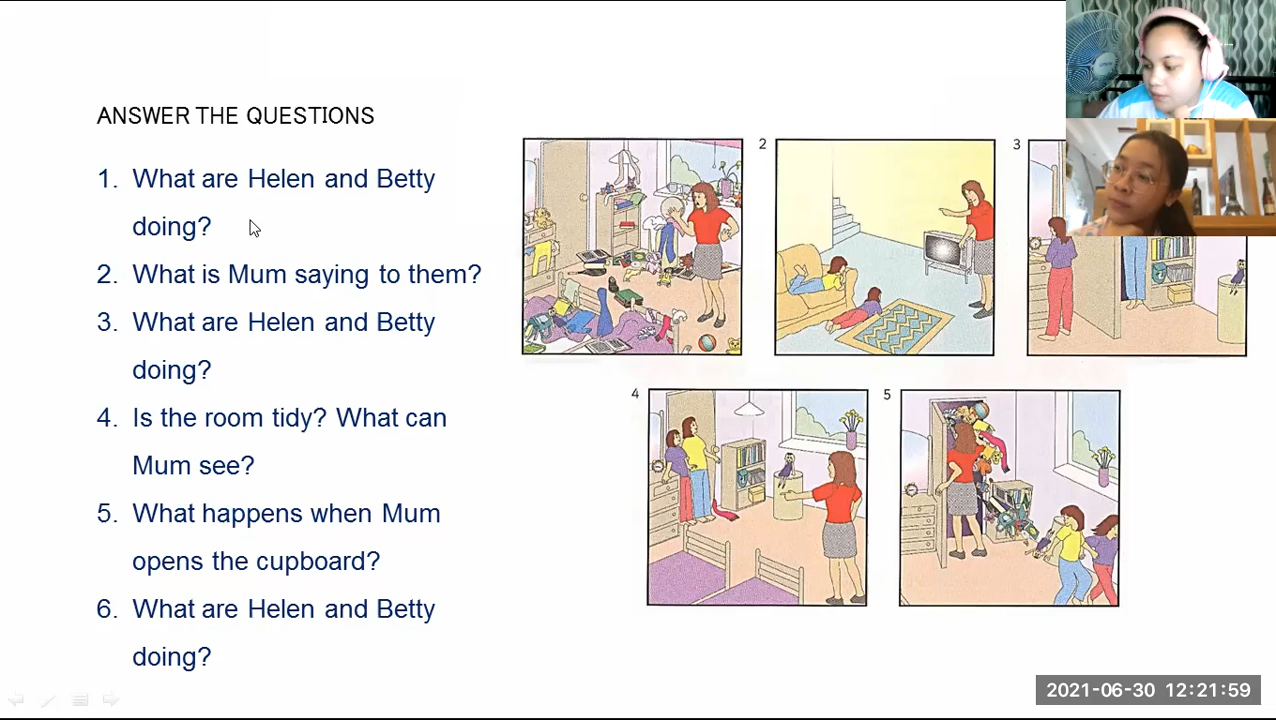 ANSWER THE QUESTIONS
1. What are Helen and Betty
doing?
2. What is Mum saying to them?
3. What are Helen and Betty
doing?
4. Is the room tidy? What can
Mum see?
5. What happens when Mum
opens the cupboard?
6. What are Helen and Betty
doing?
2
3
4
5
2021-06-30 12:21:59